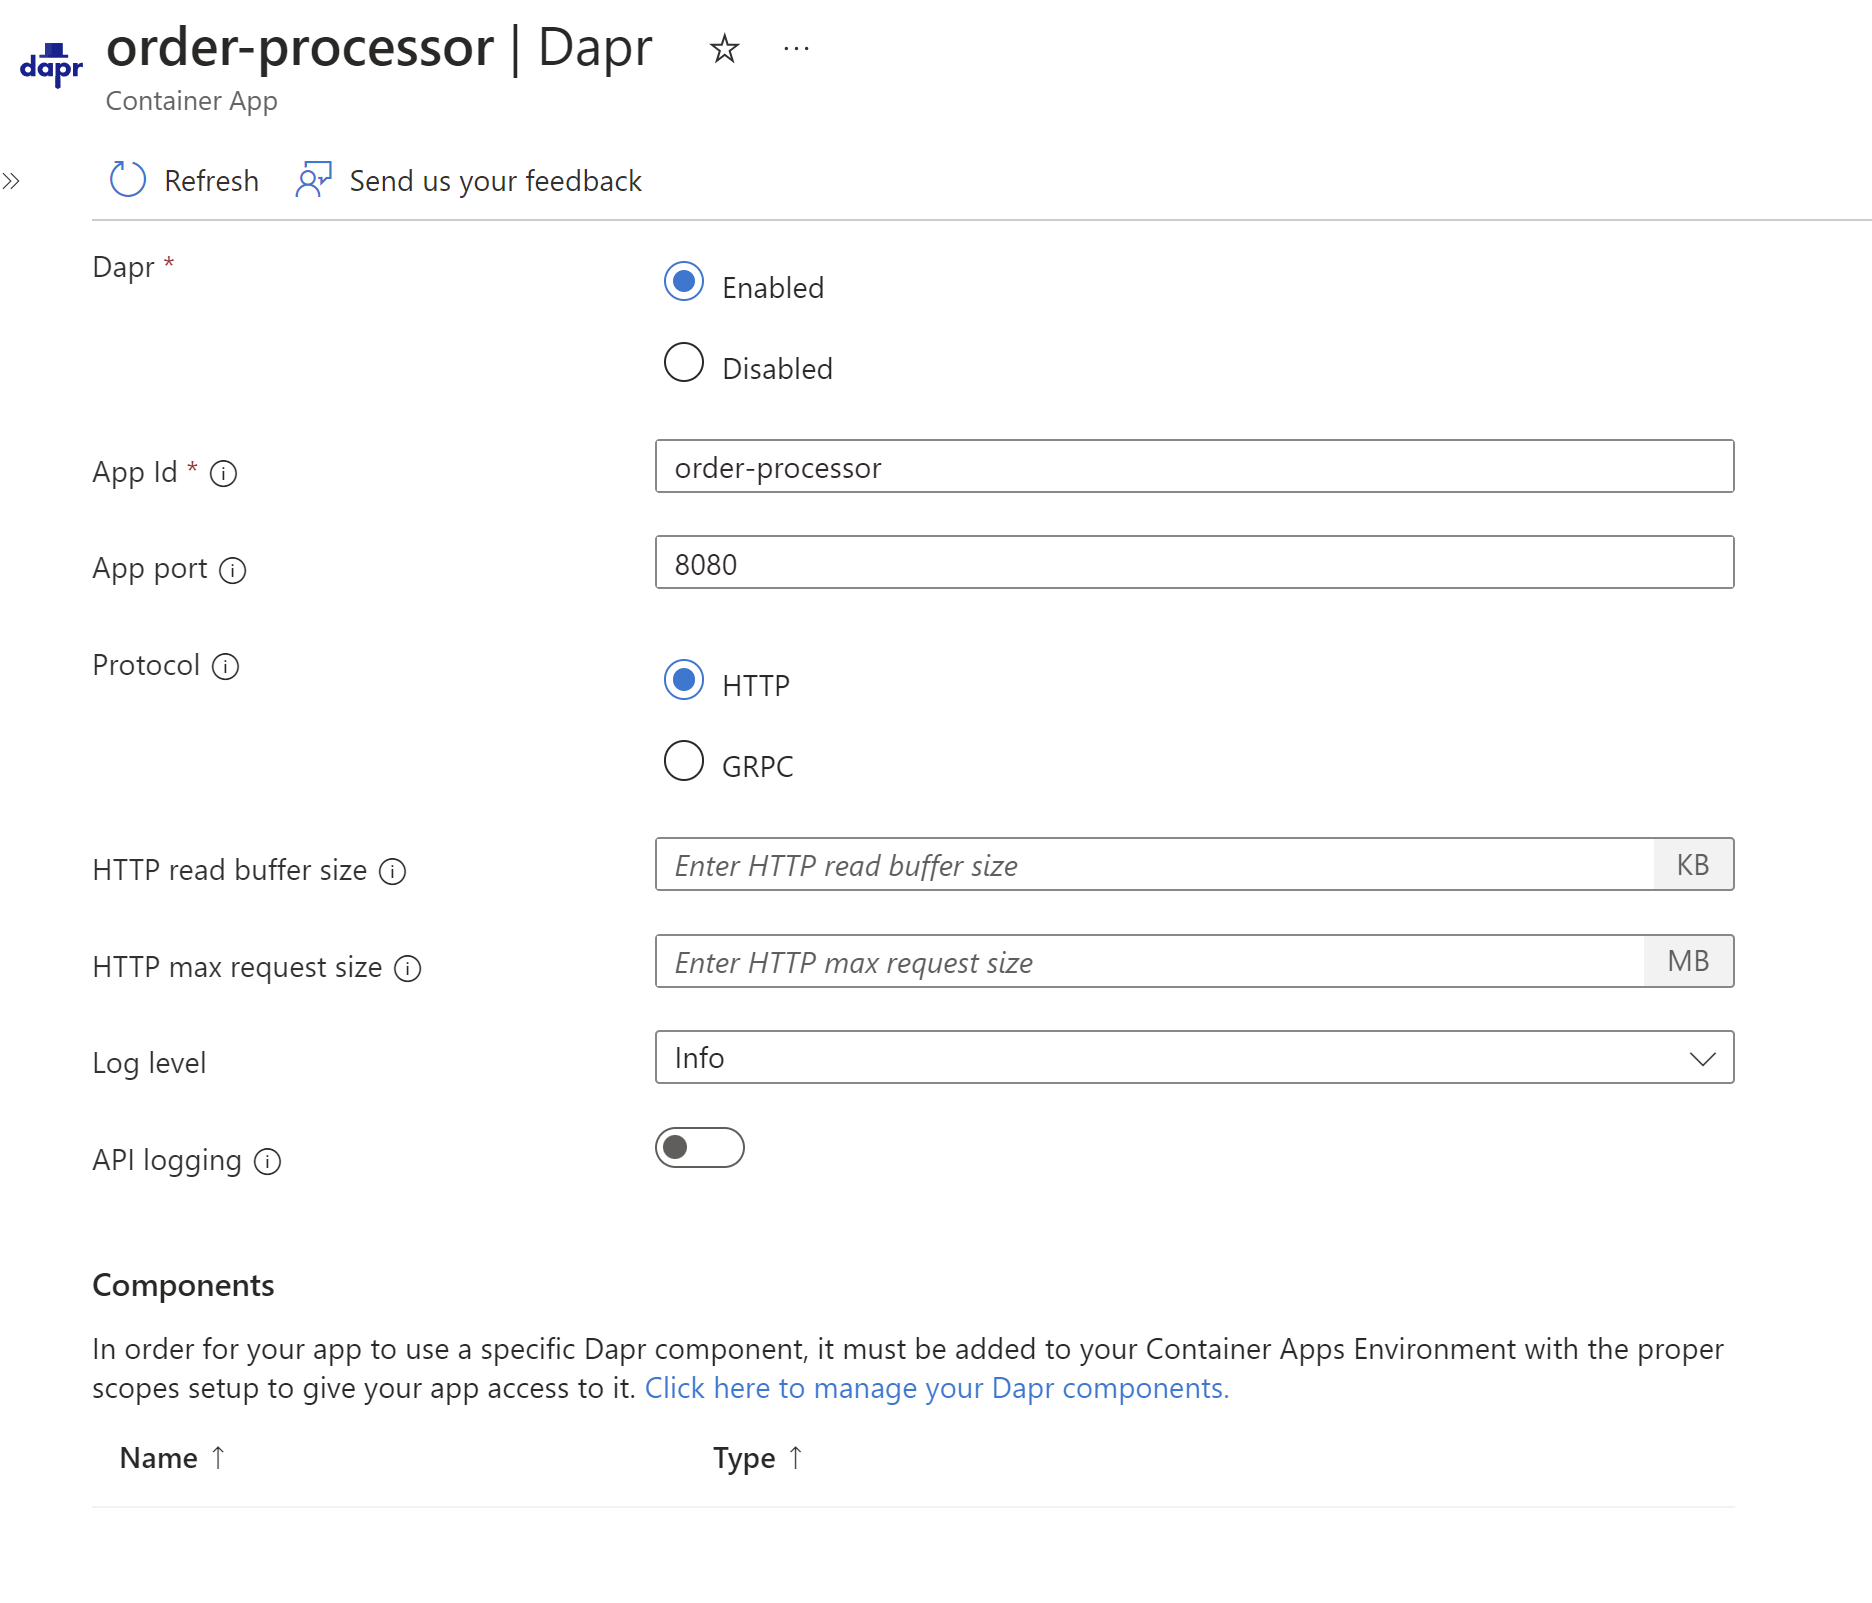 dapr
order-processor | Dapr
Container App
Refresh
Send us your feedback
Dapr *
Enabled
Disabled
App Id *
order-processor
App port
8080
Protocol
HTTP
GRPC
HTTP read buffer size
Enter HTTP read buffer size
KB
HTTP max request size
Enter HTTP max request size
MB
Log level
Info
API logging
Components
In order for your app to use a specific Dapr component, it must be added to your Container Apps Environment with the proper
scopes setup to give your app access to it. Click here to manage your Dapr components.
Name ↑
Type ↑